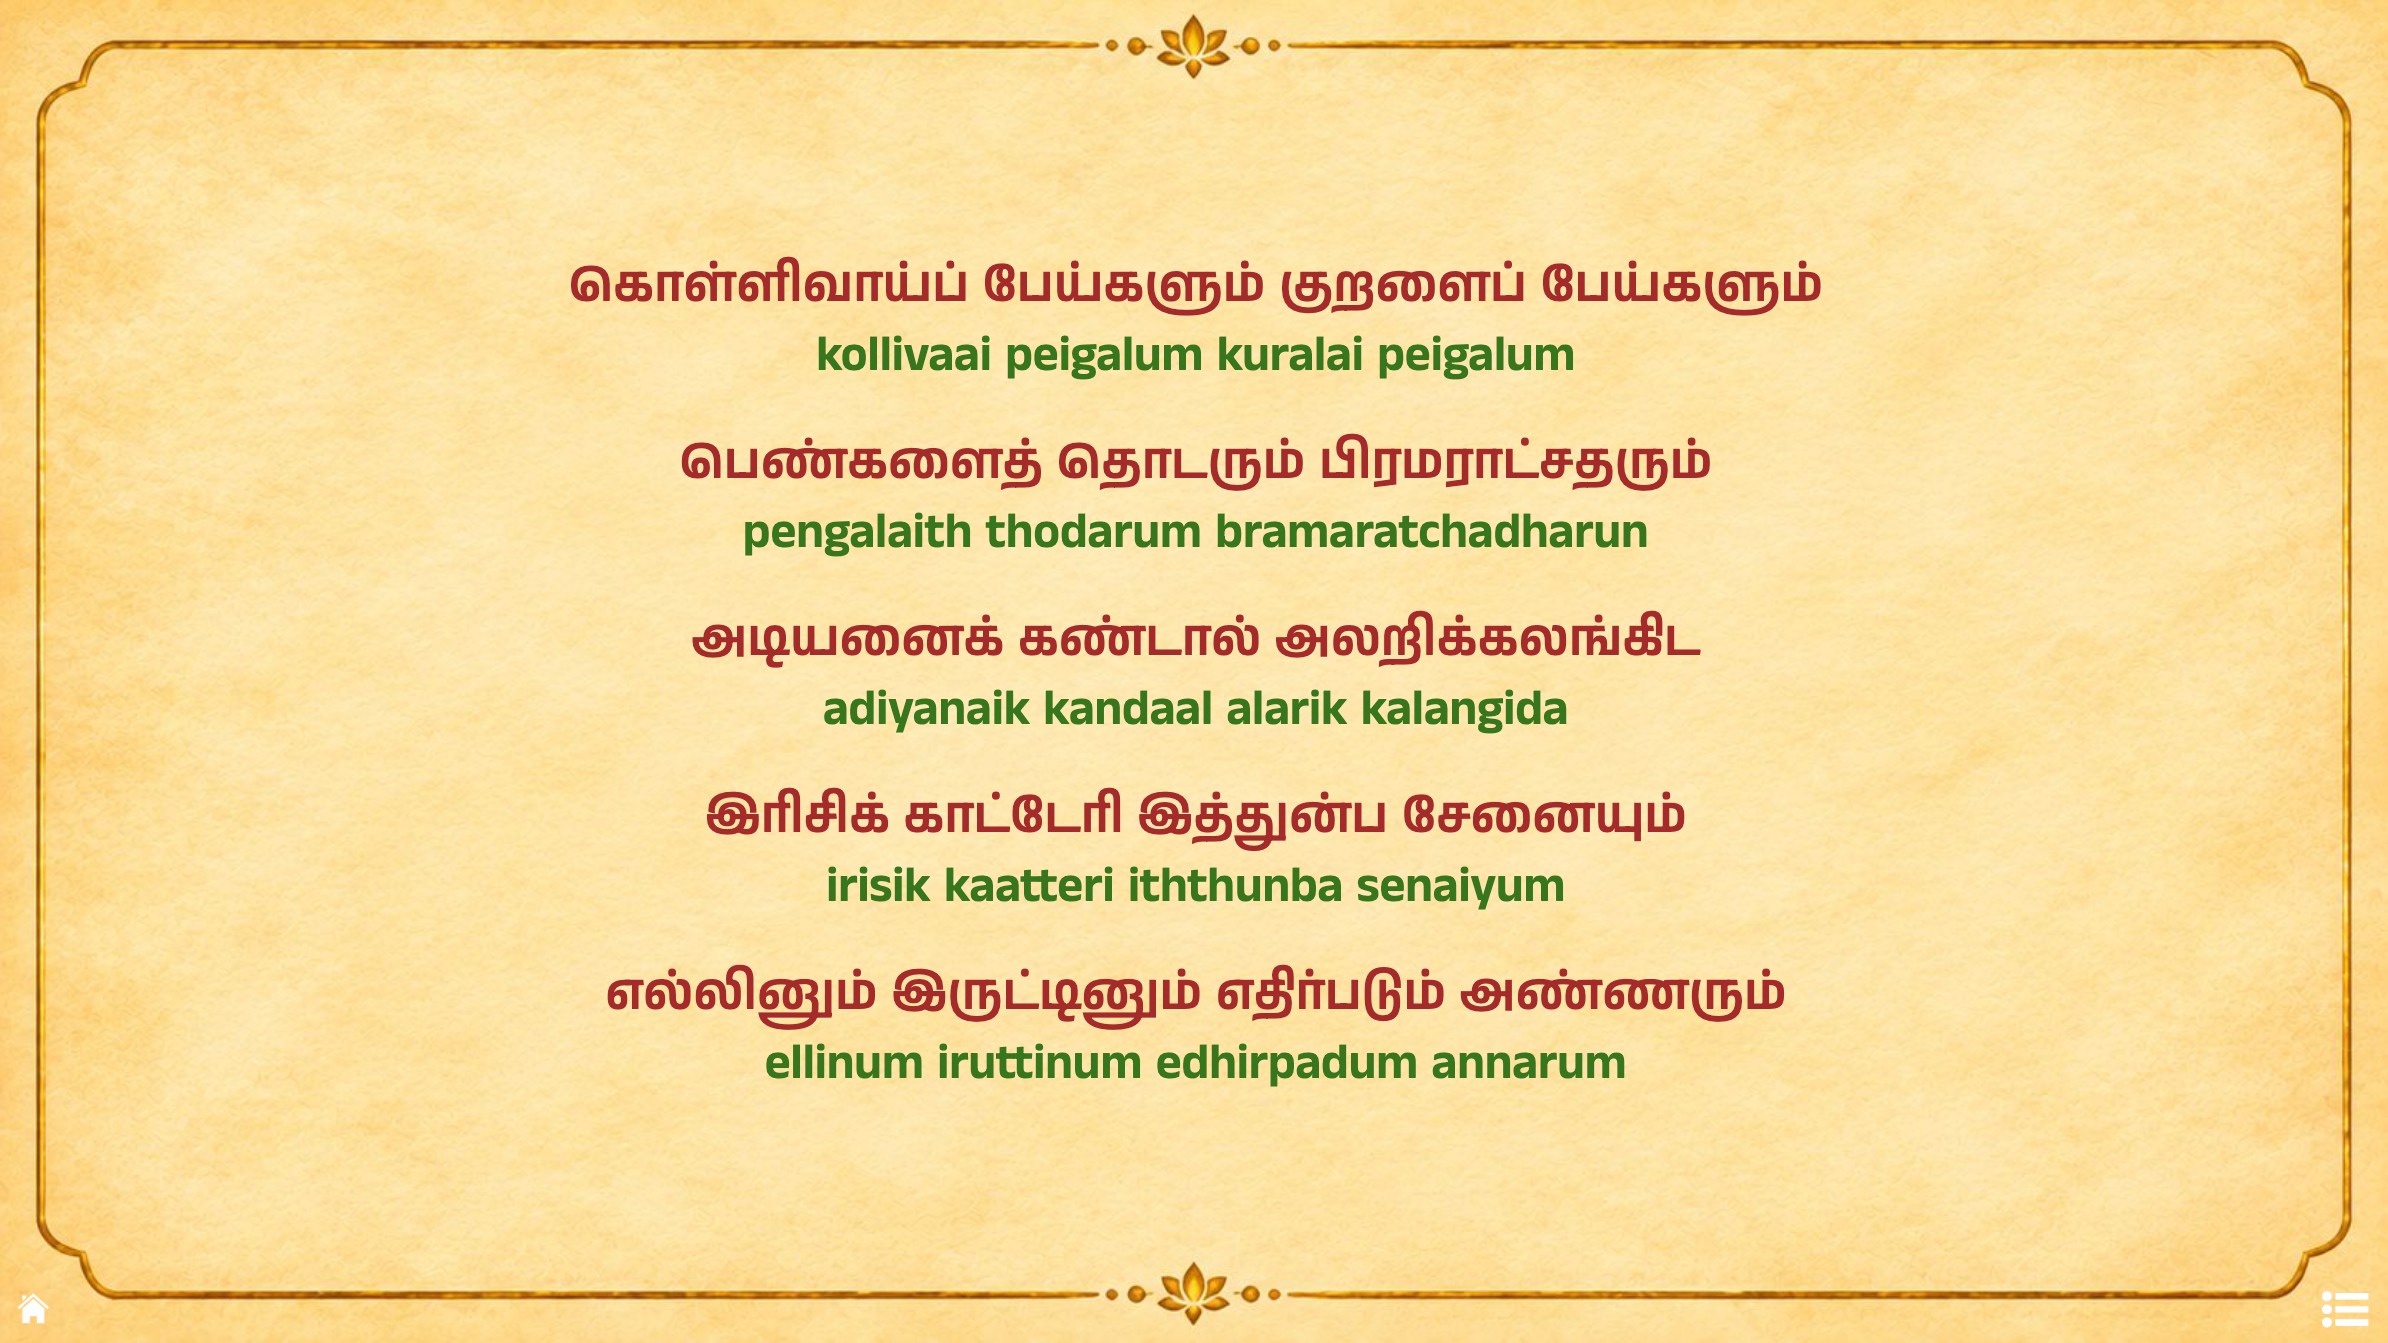 கொள்ளிவாய்ப் பேய்களும் குறளைப் பேய்களும்
kollivaai peigalum kuralai peigalum
பெண்களைத் தொடரும் பிரமராட்சதரும்
pengalaith thodarum bramaratchadharun
அடியனைக் கண்டால் அலறிக்கலங்கிட
adiyanaik kandaal alarik kalangida
இரிசிக் காட்டேரி இத்துன்ப சேனையும்
irisik kaatteri iththunba senaiyum
எல்லினும் இருட்டினும் எதிர்படும் அண்ணரும்
ellinum iruttinum edhirpadum annarum